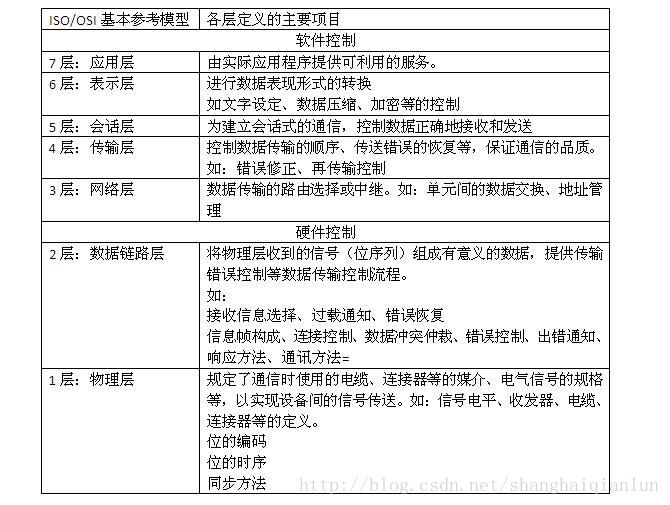 ISO/OSI 基本参考模型 各层定义的主要项目
软件控制
7 层：应用层 由实际应用程序提供可利用的服务。
6 层：表示层 进行数据表现形式的转换
如文字设定、数据压缩、加密等的控制
5 层：会话层 为建立会话式的通信，控制数据正确地接收和发送
4 层：传输层 控制数据传输的顺序、传送错误的恢复等，保证通信的品质。
如：错误修正、再传输控制
3 层：网络层 数据传输的路由选择或中继。如：单元间的数据交换、地址管
理
硬件控制
2 层：数据链路层 将物理层收到的信号（位序列）组成有意义的数据，提供传输
错误控制等数据传输控制流程。
如：
接收信息选择、过载通知、错误恢复
信息帧构成、连接控制、数据冲突仲裁、错误控制、出错通知、
响应方法、通讯方法=
1 层：物理层 规定了通信时使用的电缆、连接器等的媒介、电气信号的规格
等，以实现设备间的信号传送。如：信号电平、收发器、电缆、
连接器等的定义。
位的编码
位的时序
同步方法
http://blog.csdn.net/shanghaiqianlun